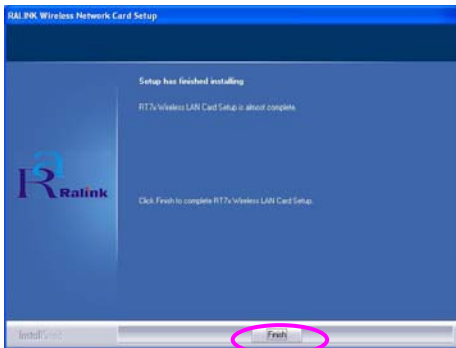 RALINK Wireless Network Card Setup
Setup has finished installing
RT7x Wireless LAN Card Setup is almost complete.
Ralink
Click Finish to complete RT7x Wireless LAN Card Setup.
InstallShield
Finish